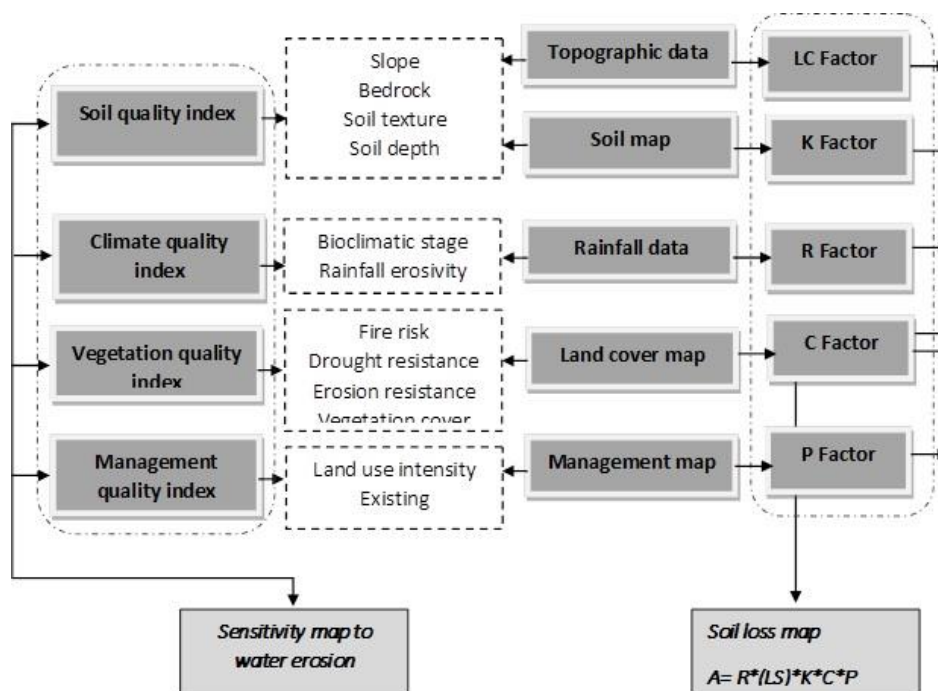 Soil quality index
Climate quality
index
Vegetation quality
index
Management
quality index
Slope
Bedrock
Soil texture
Soil depth
Bioclimatic stage
Rainfall erosivity
Fire risk
Drought resistance
Erosion resistance
Vegetation cover
Land use intensity
Existing
Topographic data
Soil map
Rainfall data
Land cover map
Management map
LC Factor
K Factor
R Factor
C Factor
P Factor
Sensitivity map to
water erosion
Soil loss map
A= R*(LS)*K*C*P